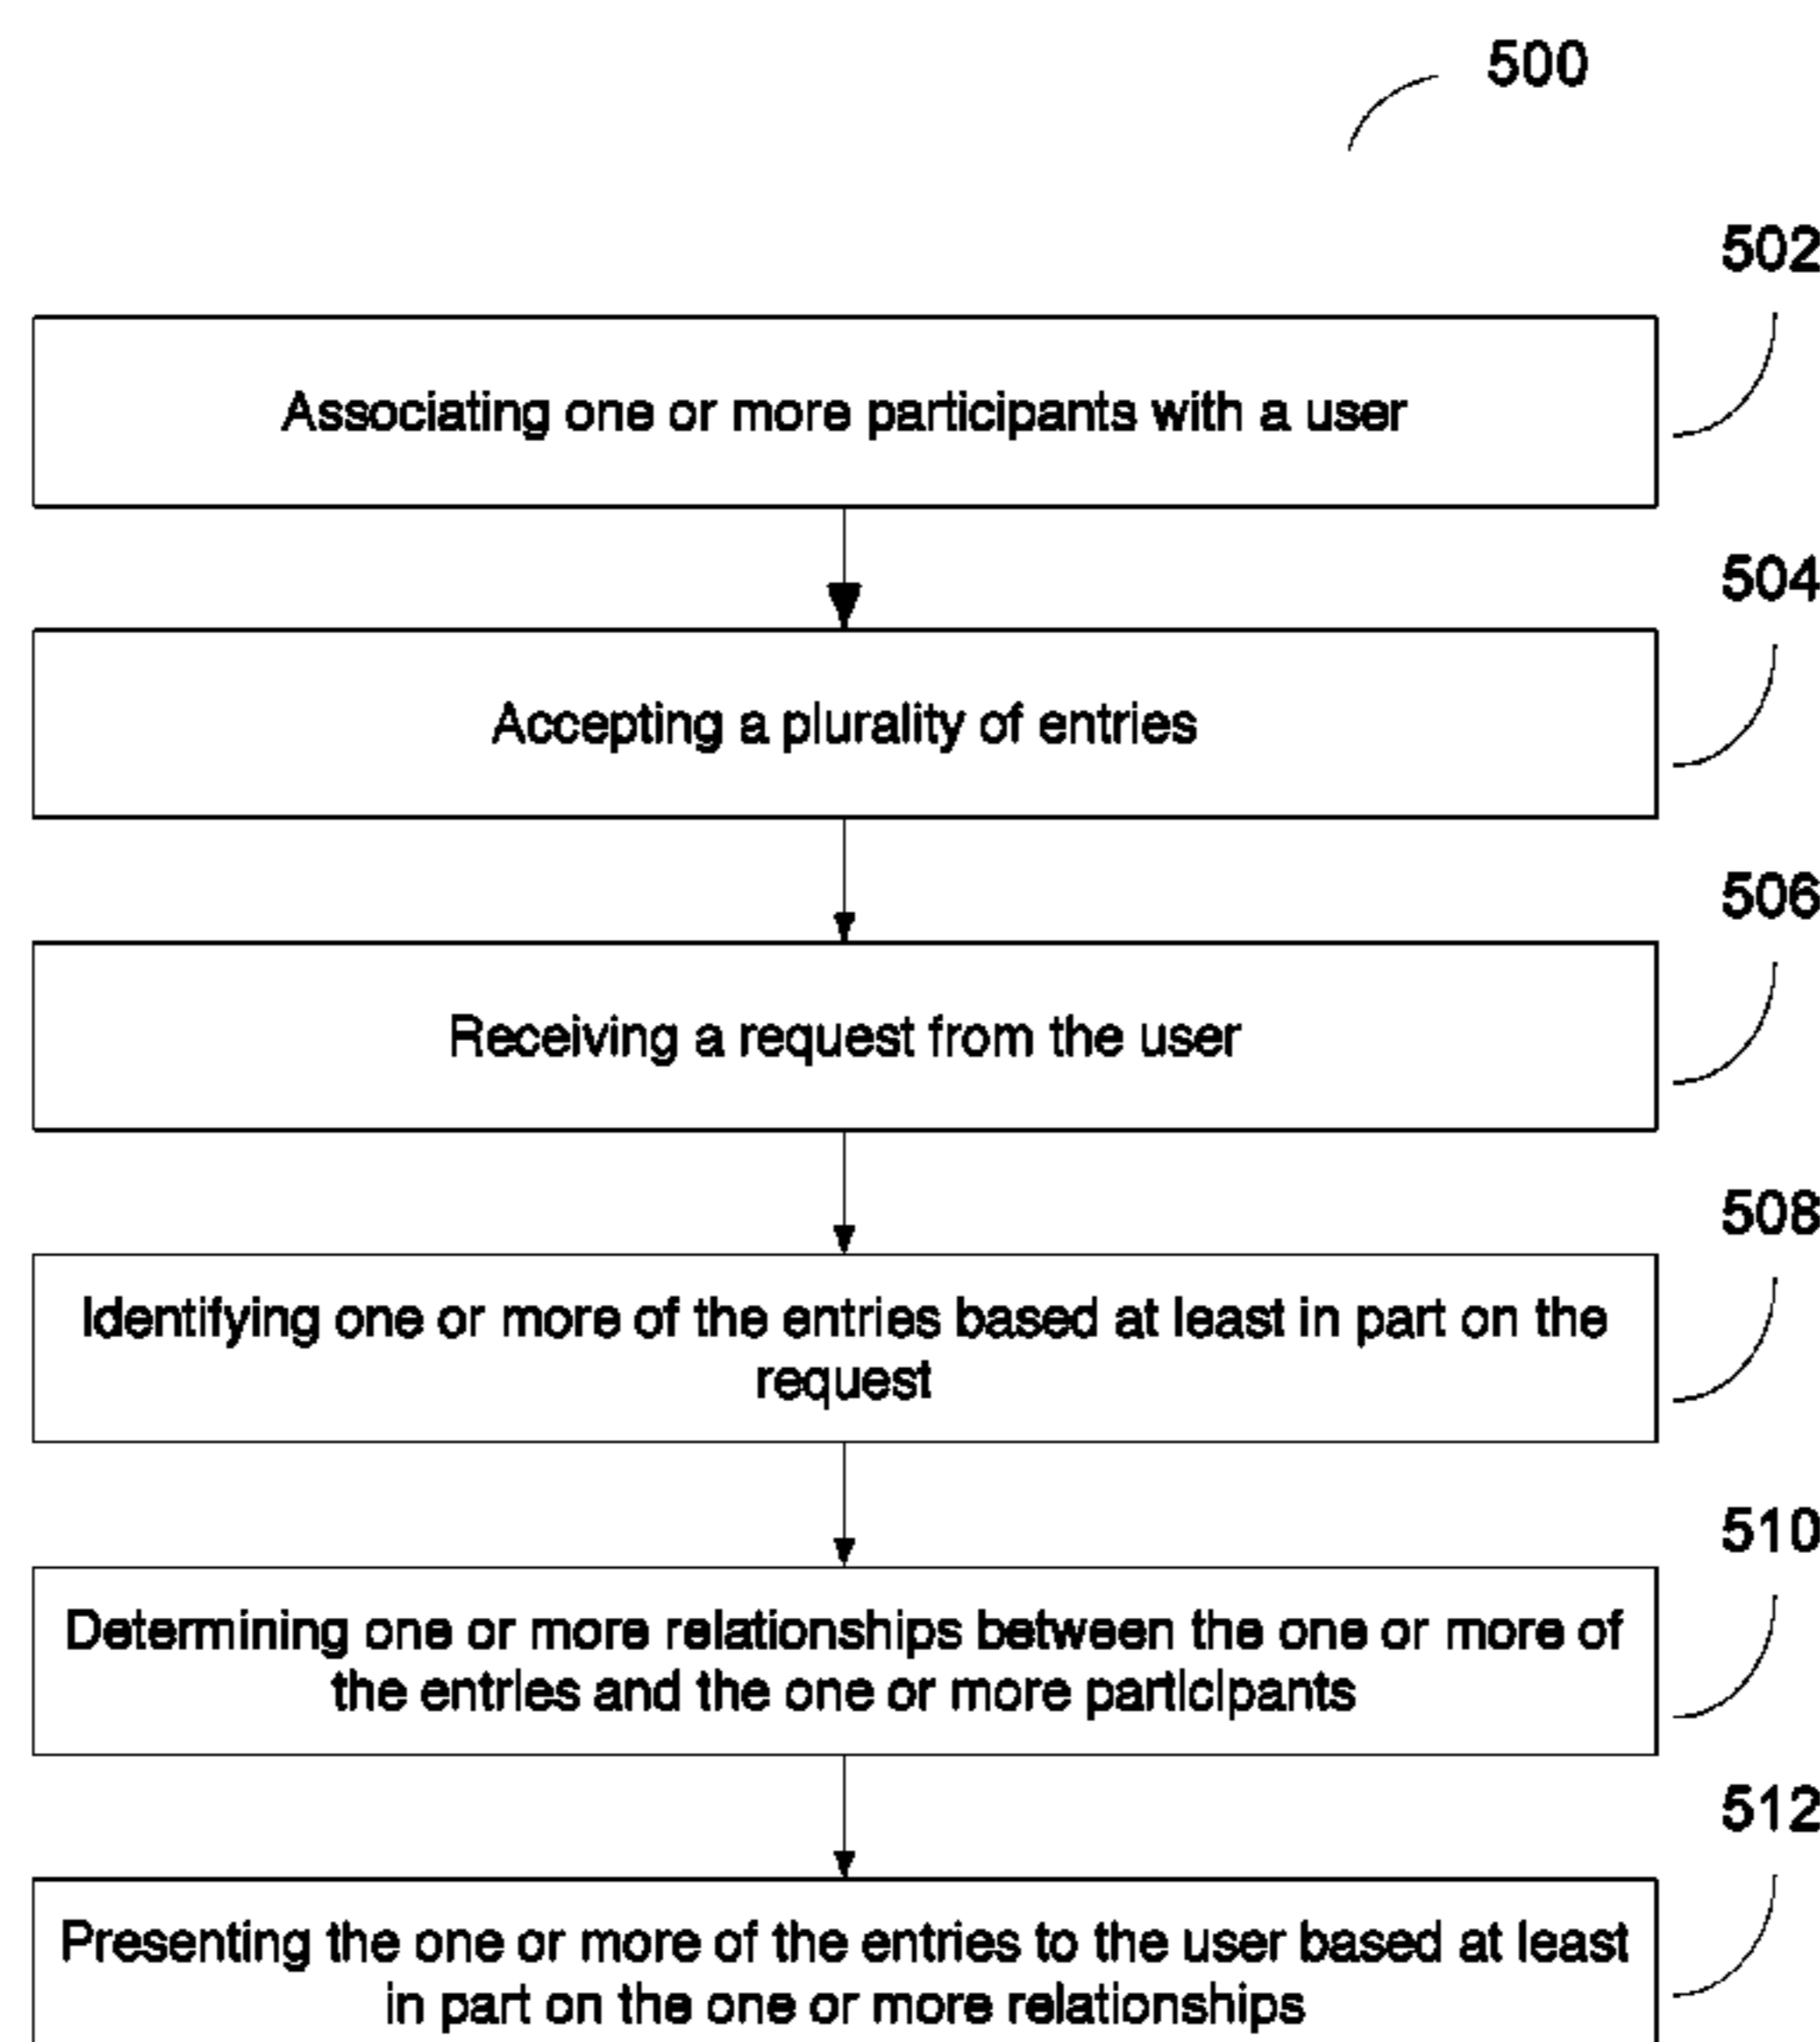 500
502
Associating one or more participants with a user
504
Accepting a plurality of entries
506
Receiving a request from the user
508
Identifying one or more of the entries based at least in part on the
request
510
Determining one or more relationships between the one or more of
the entries and the one or more participants
512
Presenting the one or more of the entries to the user based at least
in part on the one or more relationships